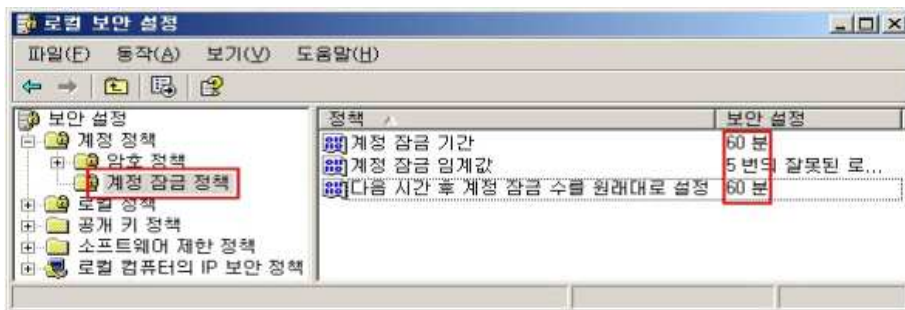 로컬 보안 설정
파일(F) 동작(A) 보기(V) 도움말(H)
보안 설정
계정 정책
암호 정책
계정 잠금 정책
로컬 정책
공개 키 정책
소프트웨어 제한 정책
로컬 컴퓨터의 IP 보안 정책
정책 보안 설정
계정 잠금 기간 60 분
계정 잠금 임계값 5 번의 잘못된 로...
다음 시간 후 계정 잠금 수를 원래대로 설정 60 분